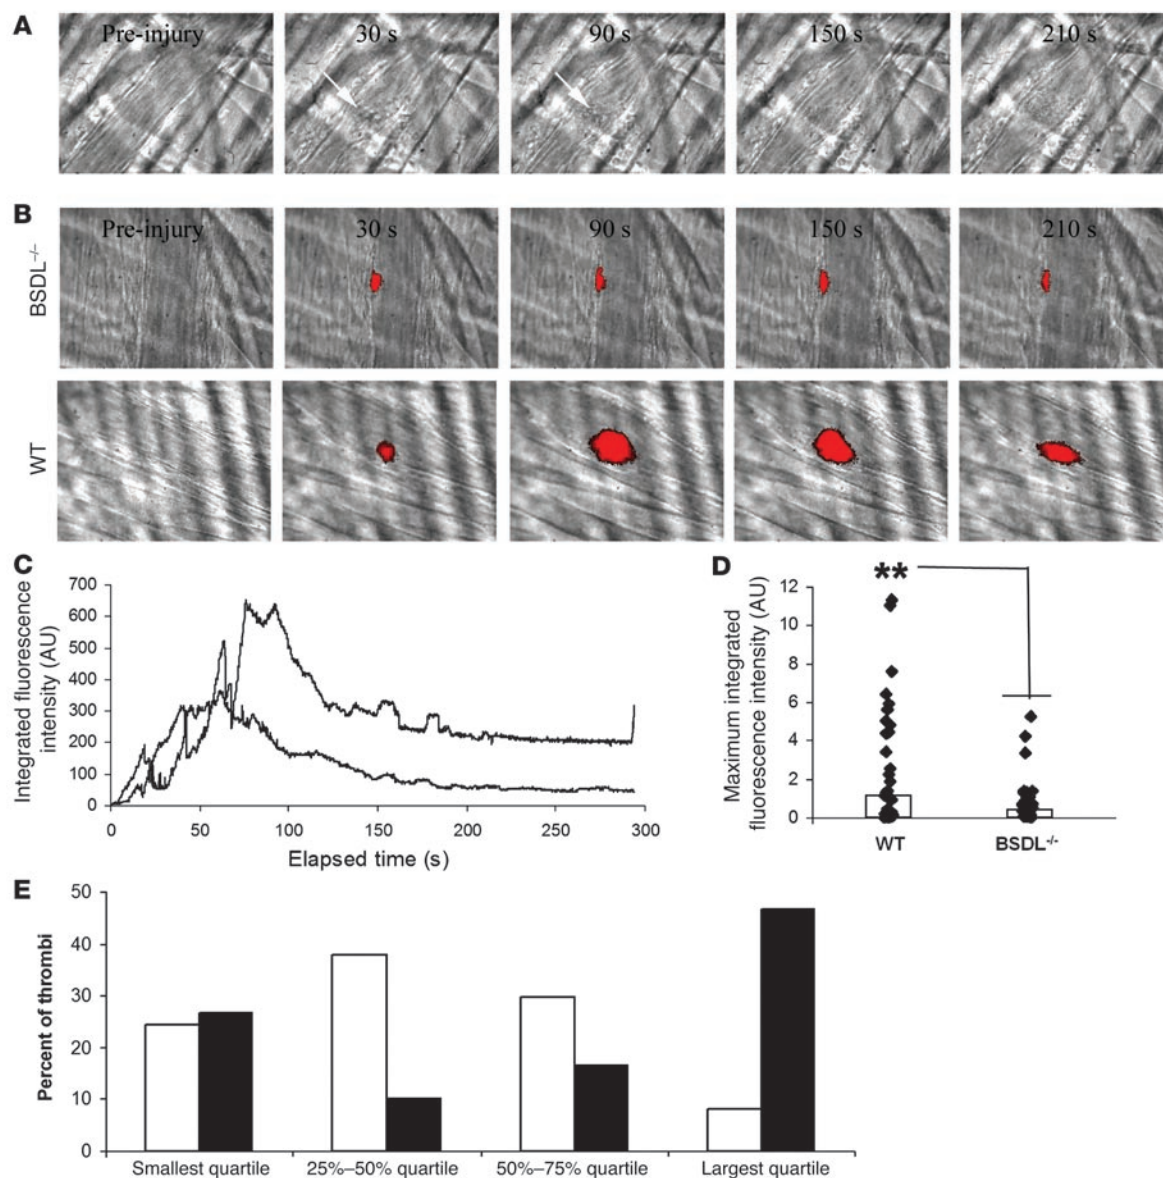 A
Pre-injury 30 s 90 s 150 s 210 s
B
Pre-injury 30 s 90 s 150 s 210 s
BSDL-/-
WT
C
Integrated fluorescence
intensity (AU)
700
600
500
400
300
200
100
0
0 50 100 150 200 250 300
Elapsed time (s)
D
Maximum integrated
fluorescence intensity (AU)
12
10
8
6
4
2
0
**
WT BSDL-/-
E
Percent of thrombi
50
40
30
20
10
0
Smallest quartile 25%–50% quartile 50%–75% quartile Largest quartile